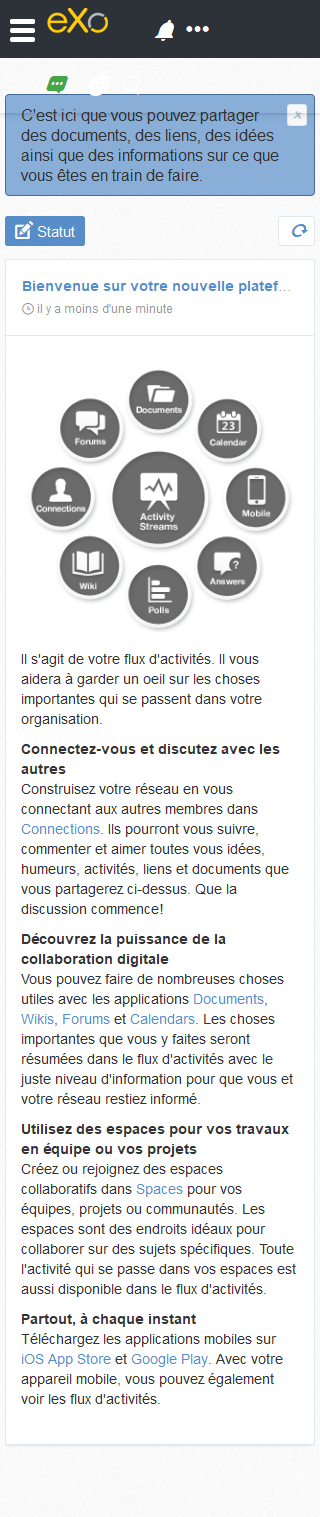 eXo
C'est ici que vous pouvez partager
des documents, des liens, des idées
ainsi que des informations sur ce que
vous êtes en train de faire.
×
Statut
Bienvenue sur votre nouvelle platef...
il y a moins d'une minute
Documents
Forums
Calendar
23
Connections
Activity
Streams
Mobile
Wiki
Answers
?
Polls
Il s'agit de votre flux d'activités. Il vous
aidera à garder un oeil sur les choses
importantes qui se passent dans votre
organisation.
Connectez-vous et discutez avec les
autres
Construisez votre réseau en vous
connectant aux autres membres dans
Connections. Ils pourront vous suivre,
commenter et aimer toutes vous idées,
humeurs, activités, liens et documents que
vous partagerez ci-dessus. Que la
discussion commence!
Découvrez la puissance de la
collaboration digitale
Vous pouvez faire de nombreuses choses
utiles avec les applications Documents,
Wikis, Forums et Calendars. Les choses
importantes que vous y faites seront
résumées dans le flux d'activités avec le
juste niveau d'information pour que vous et
votre réseau restiez informé.
Utilisez des espaces pour vos travaux
en équipe ou vos projets
Créez ou rejoignez des espaces
collaboratifs dans Spaces pour vos
équipes, projets ou communautés. Les
espaces sont des endroits idéaux pour
collaborer sur des sujets spécifiques. Toute
l'activité qui se passe dans vos espaces est
aussi disponible dans le flux d'activités.
Partout, à chaque instant
Téléchargez les applications mobiles sur
iOS App Store et Google Play. Avec votre
appareil mobile, vous pouvez également
voir les flux d'activités.